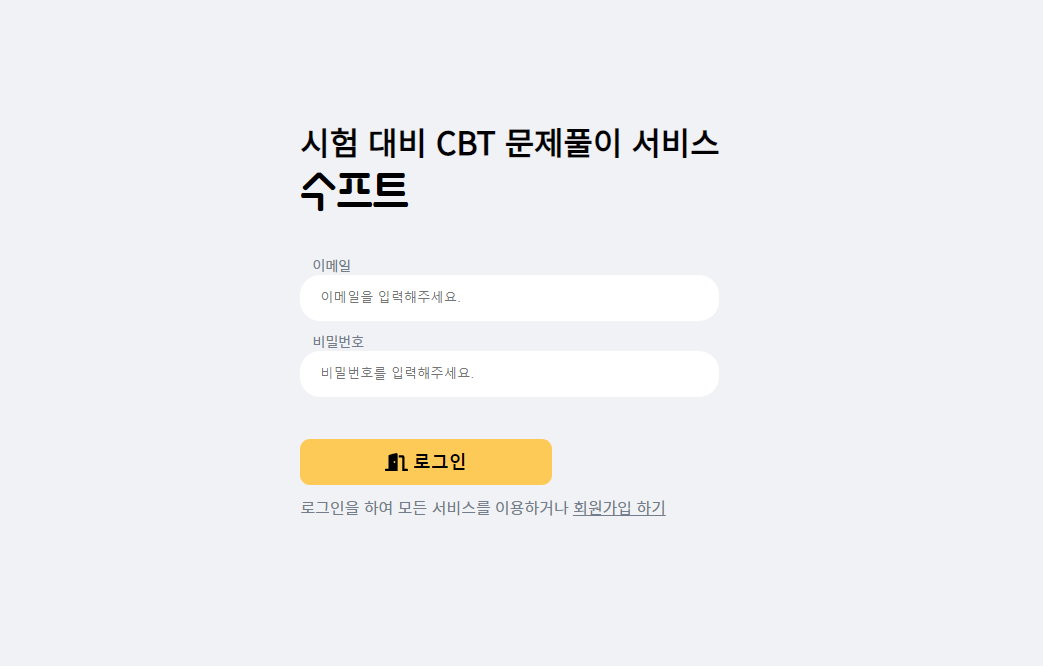 시험 대비 CBT 문제풀이 서비스
수프트
이메일
이메일을 입력해주세요.
비밀번호
비밀번호를 입력해주세요.
로그인
로그인을 하여 모든 서비스를 이용하거나 회원가입 하기